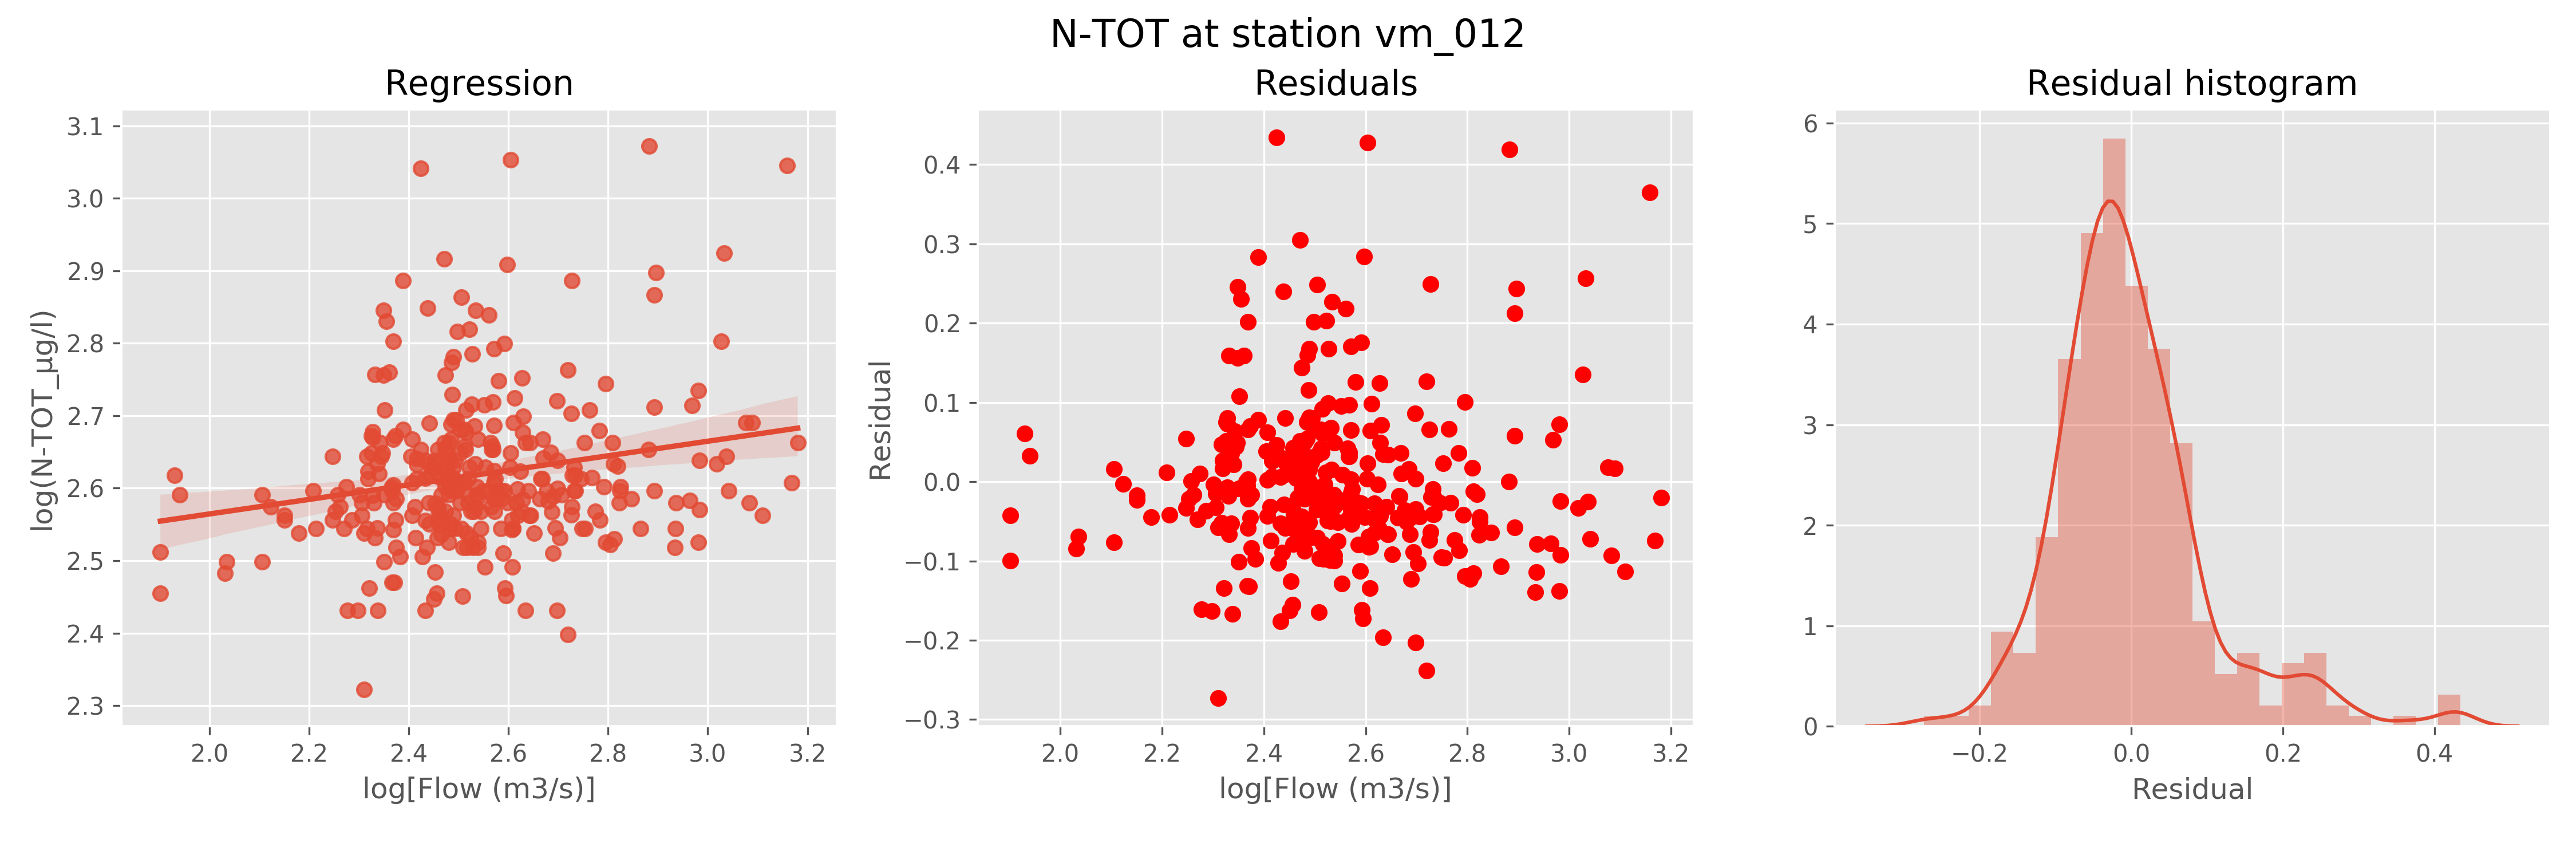 N-TOT at station vm_012
Regression
3.1
3.0
2.9
2.8
2.7
2.6
2.5
2.4
2.3
log(N-TOT_µg/l)
2.0 2.2 2.4 2.6 2.8 3.0 3.2
log[Flow (m3/s)]
Residuals
0.4
0.3
0.2
0.1
0.0
−0.1
−0.2
−0.3
Residual
2.0 2.2 2.4 2.6 2.8 3.0 3.2
log[Flow (m3/s)]
Residual histogram
6
5
4
3
2
1
0
−0.2 0.0 0.2 0.4
Residual